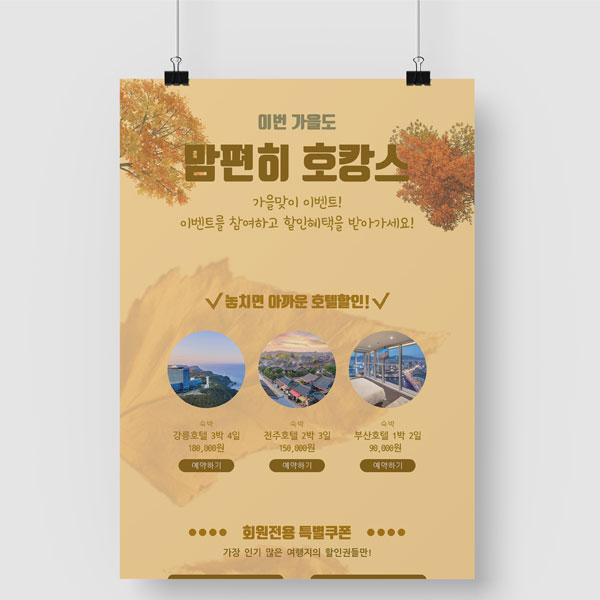 이번 가을도
맘편히 호캉스
가을맞이 이벤트!
이벤트를 참여하고 할인혜택을 받아가세요!
놓치면 아까운 호텔할인!
숙박 숙박 숙박
강릉호텔 3박 4일 전주호텔 2박 3일 부산호텔 1박 2일
180,000원 150,000원 90,000원
예약하기 예약하기 예약하기
회원전용 특별쿠폰
가장 인기 많은 여행지의 할인권들만!